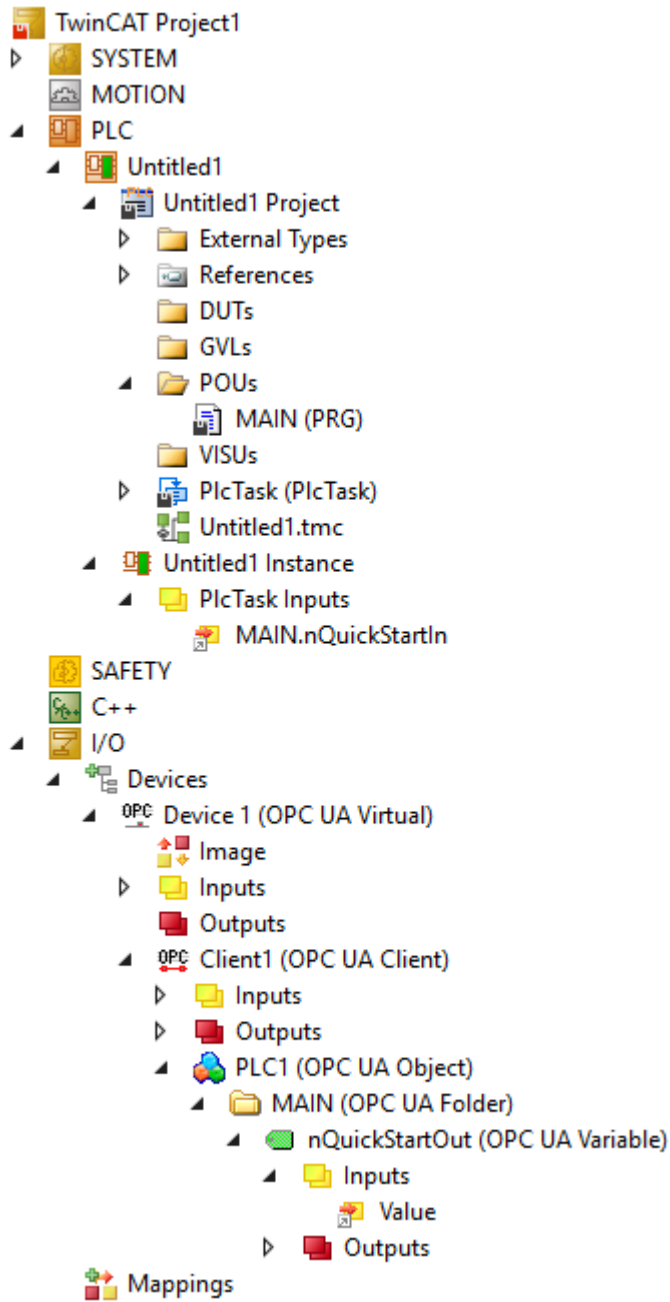 TwinCAT Project1
SYSTEM
MOTION
PLC
Untitled1
Untitled1 Project
External Types
References
DUTs
GVLs
POUs
MAIN (PRG)
VISUs
PlcTask (PlcTask)
Untitled1.tmc
Untitled1 Instance
PlcTask Inputs
MAIN.nQuickStartIn
SAFETY
C++
I/O
Devices
OPC Device 1 (OPC UA Virtual)
Image
Inputs
Outputs
OPC Client1 (OPC UA Client)
Inputs
Outputs
PLC1 (OPC UA Object)
MAIN (OPC UA Folder)
nQuickStartOut (OPC UA Variable)
Inputs
Value
Outputs
Mappings